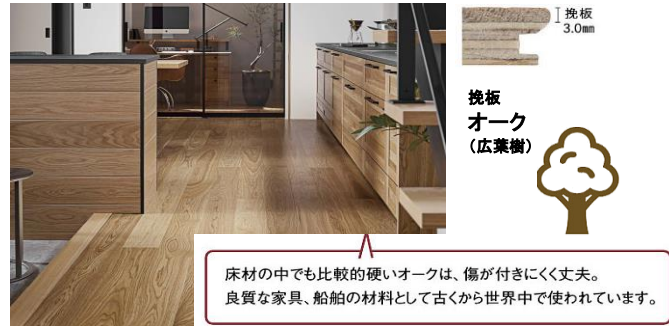 挽板
3.0㎜
挽板
オーク
（広葉樹）
床材の中でも比較的硬いオークは、傷が付きにくく丈夫。
良質な家具、船舶の材料として古くから世界中で使われています。